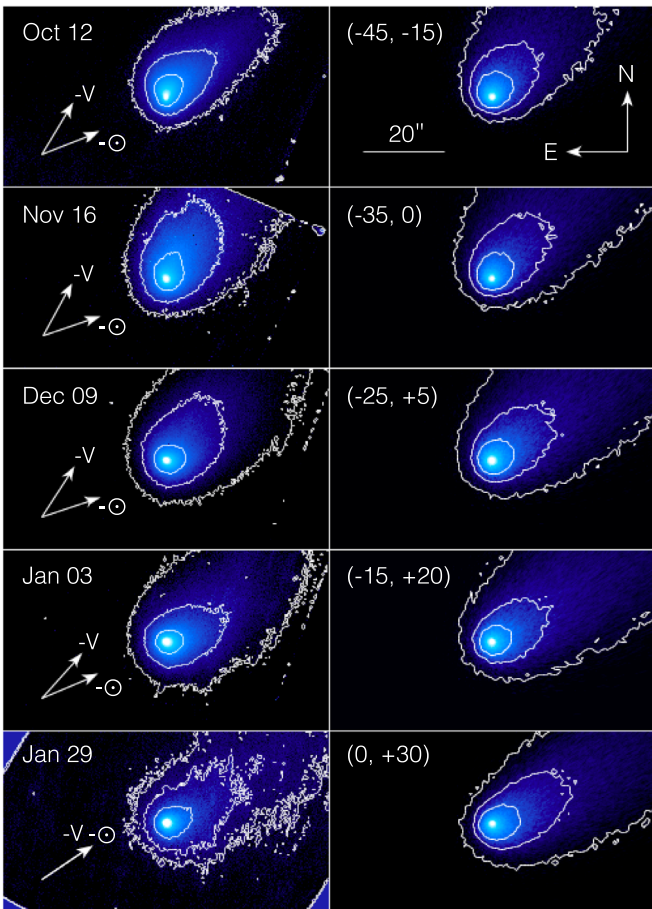 Oct 12
(-45, -15)
-V
N
-⊙
20"
E
Nov 16
(-35, 0)
-V
-⊙
Dec 09
(-25, +5)
-V
-⊙
Jan 03
(-15, +20)
-V
-⊙
Jan 29
(0, +30)
-V -⊙